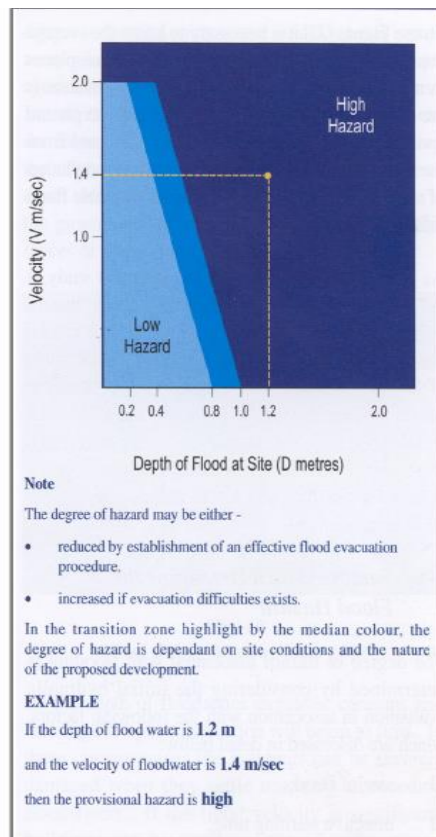 2.0
High
Hazard
1.4
1.0
Velocity (V m/sec)
Low
Hazard
0.2 0.4 0.8 1.0 1.2 2.0
Depth of Flood at Site (D metres)
Note
The degree of hazard may be either -
• reduced by establishment of an effective flood evacuation
procedure.
• increased if evacuation difficulties exists.
In the transition zone highlight by the median colour, the
degree of hazard is dependant on site conditions and the nature
of the proposed development.
EXAMPLE
If the depth of flood water is 1.2 m
and the velocity of floodwater is 1.4 m/sec
then the provisional hazard is high